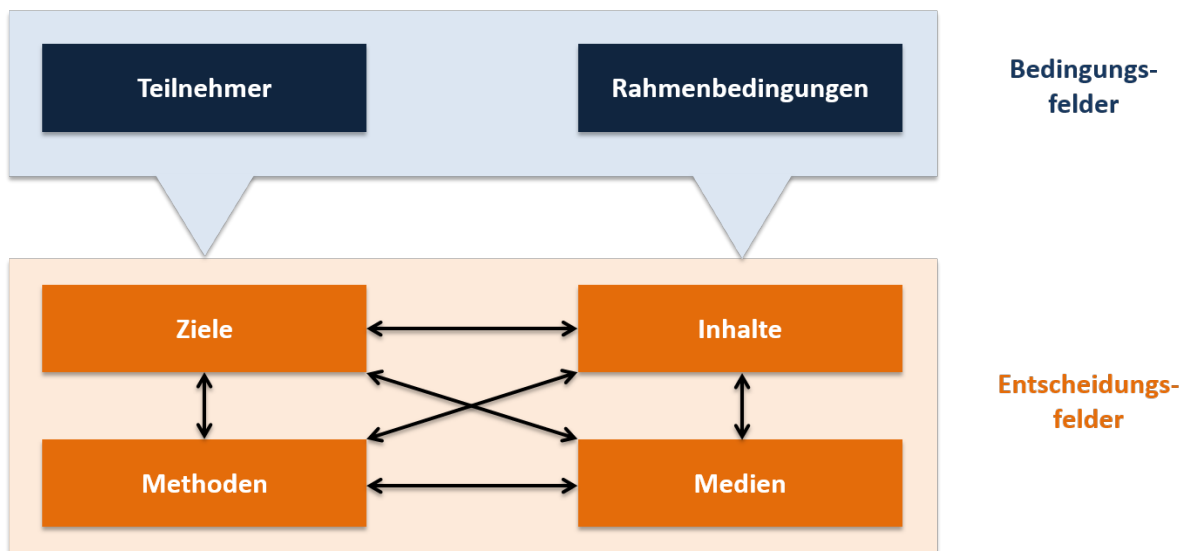 Teilnehmer
Rahmenbedingungen
Bedingungs-
felder
Ziele
Inhalte
Entscheidungs-
felder
Methoden
Medien